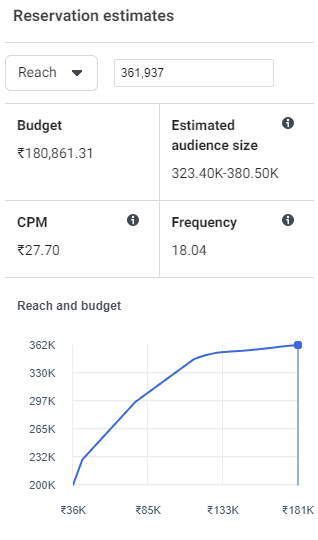 Reservation estimates
Reach
361,937
Budget
₹180,861.31
Estimated
audience size
323.40K-380.50K
CPM
₹27.70
Frequency
18.04
Reach and budget
362K
330K
297K
265K
232K
200K
₹36K ₹85K ₹133K ₹181K